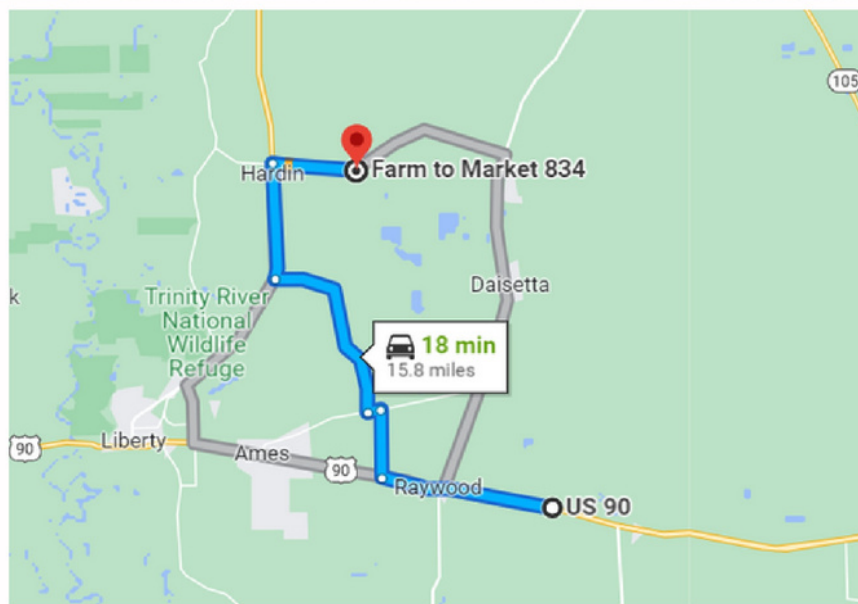 105
Hardin
Farm to Market 834
k
Trinity River
National
Wildlife
Refuge
Daisetta
18 min
15.8 miles
90
Liberty
Ames
90
Raywood
US 90